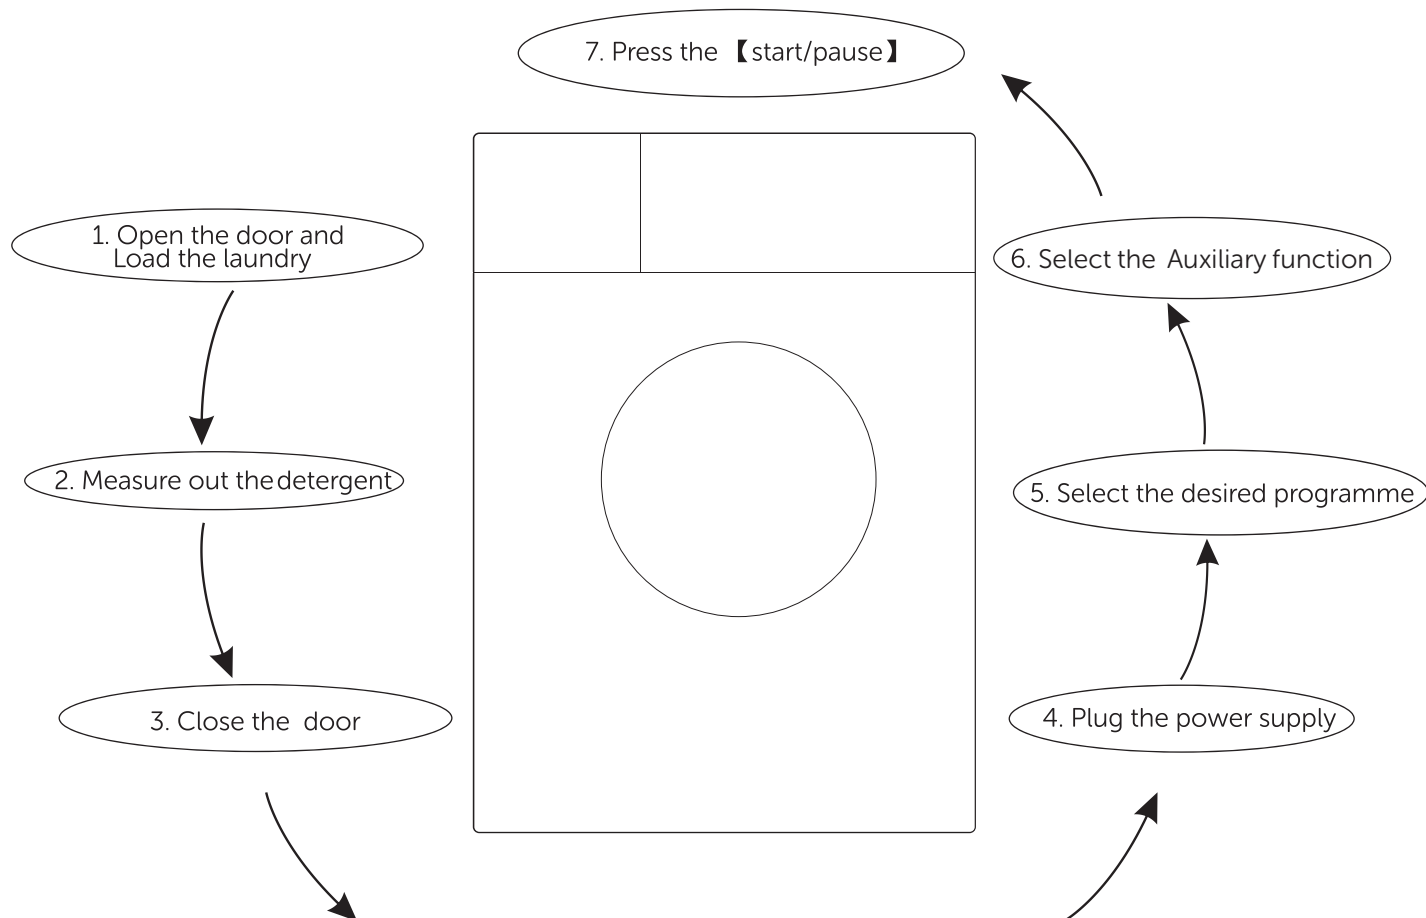 7. Press the 【start/pause】
1. Open the door and
Load the laundry
2. Measure out the detergent
3. Close the door
4. Plug the power supply
5. Select the desired programme
6. Select the Auxiliary function